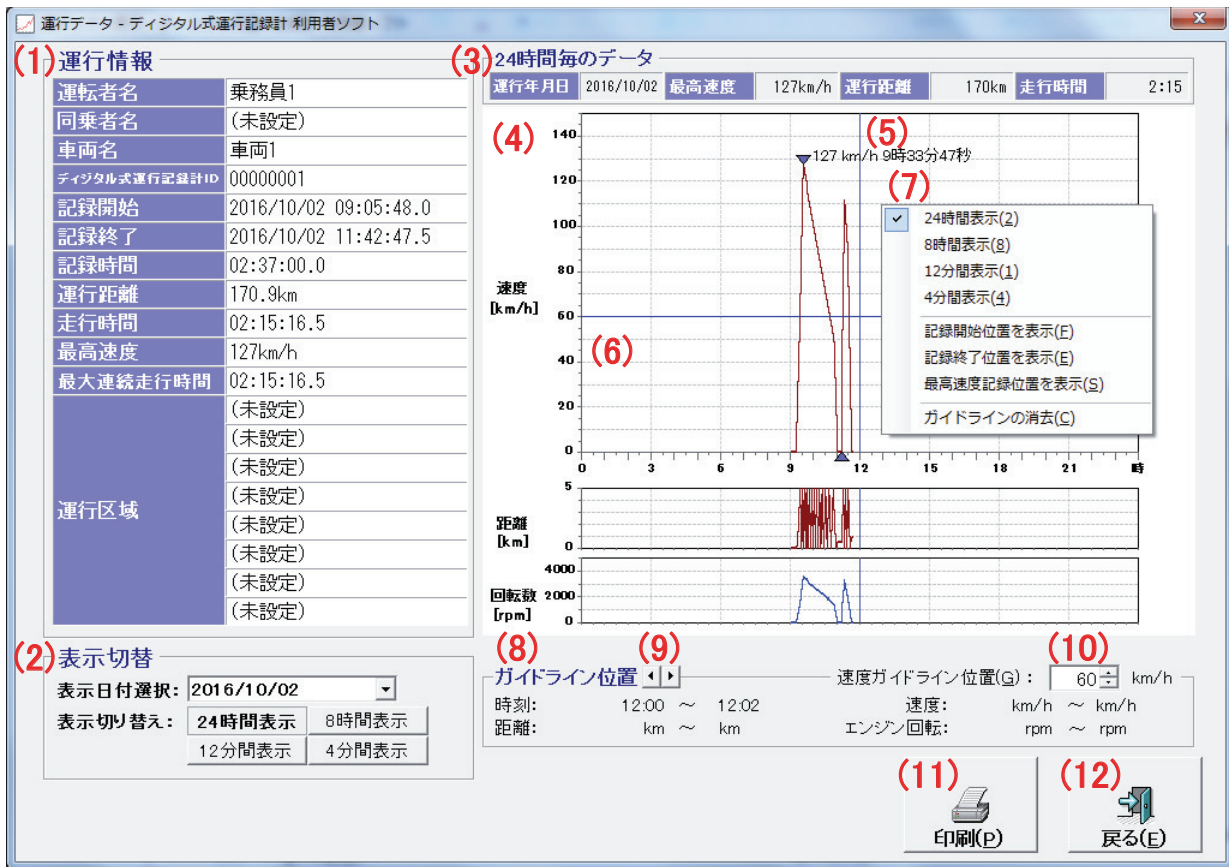 運行データ - ディジタル式運行記録計 利用者ソフト
(1) 運行情報
運転者名 乗務員1
同乗者名 (未設定)
車両名 車両1
ディジタル式運行記録計ID 00000001
記録開始 2016/10/02 09:05:48.0
記録終了 2016/10/02 11:42:47.5
記録時間 02:37:00.0
運行距離 170.9km
走行時間 02:15:16.5
最高速度 127km/h
最大連続走行時間 02:15:16.5
運行区域
(未設定)
(未設定)
(未設定)
(未設定)
(未設定)
(未設定)
(未設定)
(未設定)
(2) 表示切替
表示日付選択: 2016/10/02
表示切り替え: 24時間表示 8時間表示
12分間表示 4分間表示
(3) 24時間毎のデータ
運行年月日 2016/10/02 最高速度 127km/h 運行距離 170km 走行時間 2:15
(4)
(5)
127 km/h 9時33分47秒
(6)
(7)
24時間表示(2)
8時間表示(8)
12分間表示(1)
4分間表示(4)
記録開始位置を表示(F)
記録終了位置を表示(E)
最高速度記録位置を表示(S)
ガイドラインの消去(C)
速度
[km/h]
140
120
100
80
60
40
20
0
0 3 6 9 12 15 18 21 時
距離
[km]
5
0
回転数
[rpm]
4000
2000
0
(8) ガイドライン位置 (9)
速度ガイドライン位置(G): (10) 60 km/h
時刻: 12:00 ～ 12:02 速度: km/h ～ km/h
距離: km ～ km エンジン回転: rpm ～ rpm
(11) 印刷(P)
(12) 戻る(E)